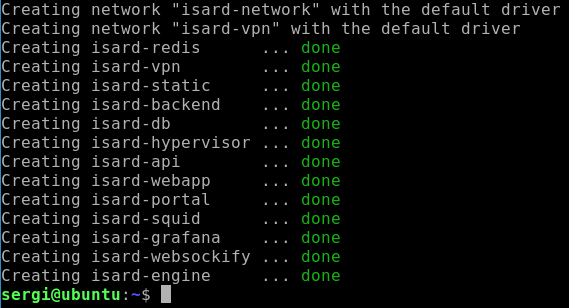 Creating network "isard-network" with the default driver
Creating network "isard-vpn" with the default driver
Creating isard-redis      ... done
Creating isard-vpn        ... done
Creating isard-static     ... done
Creating isard-backend    ... done
Creating isard-db         ... done
Creating isard-hypervisor ... done
Creating isard-api        ... done
Creating isard-webapp     ... done
Creating isard-portal     ... done
Creating isard-squid      ... done
Creating isard-grafana    ... done
Creating isard-websockify ... done
Creating isard-engine     ... done
sergi@ubuntu:~$